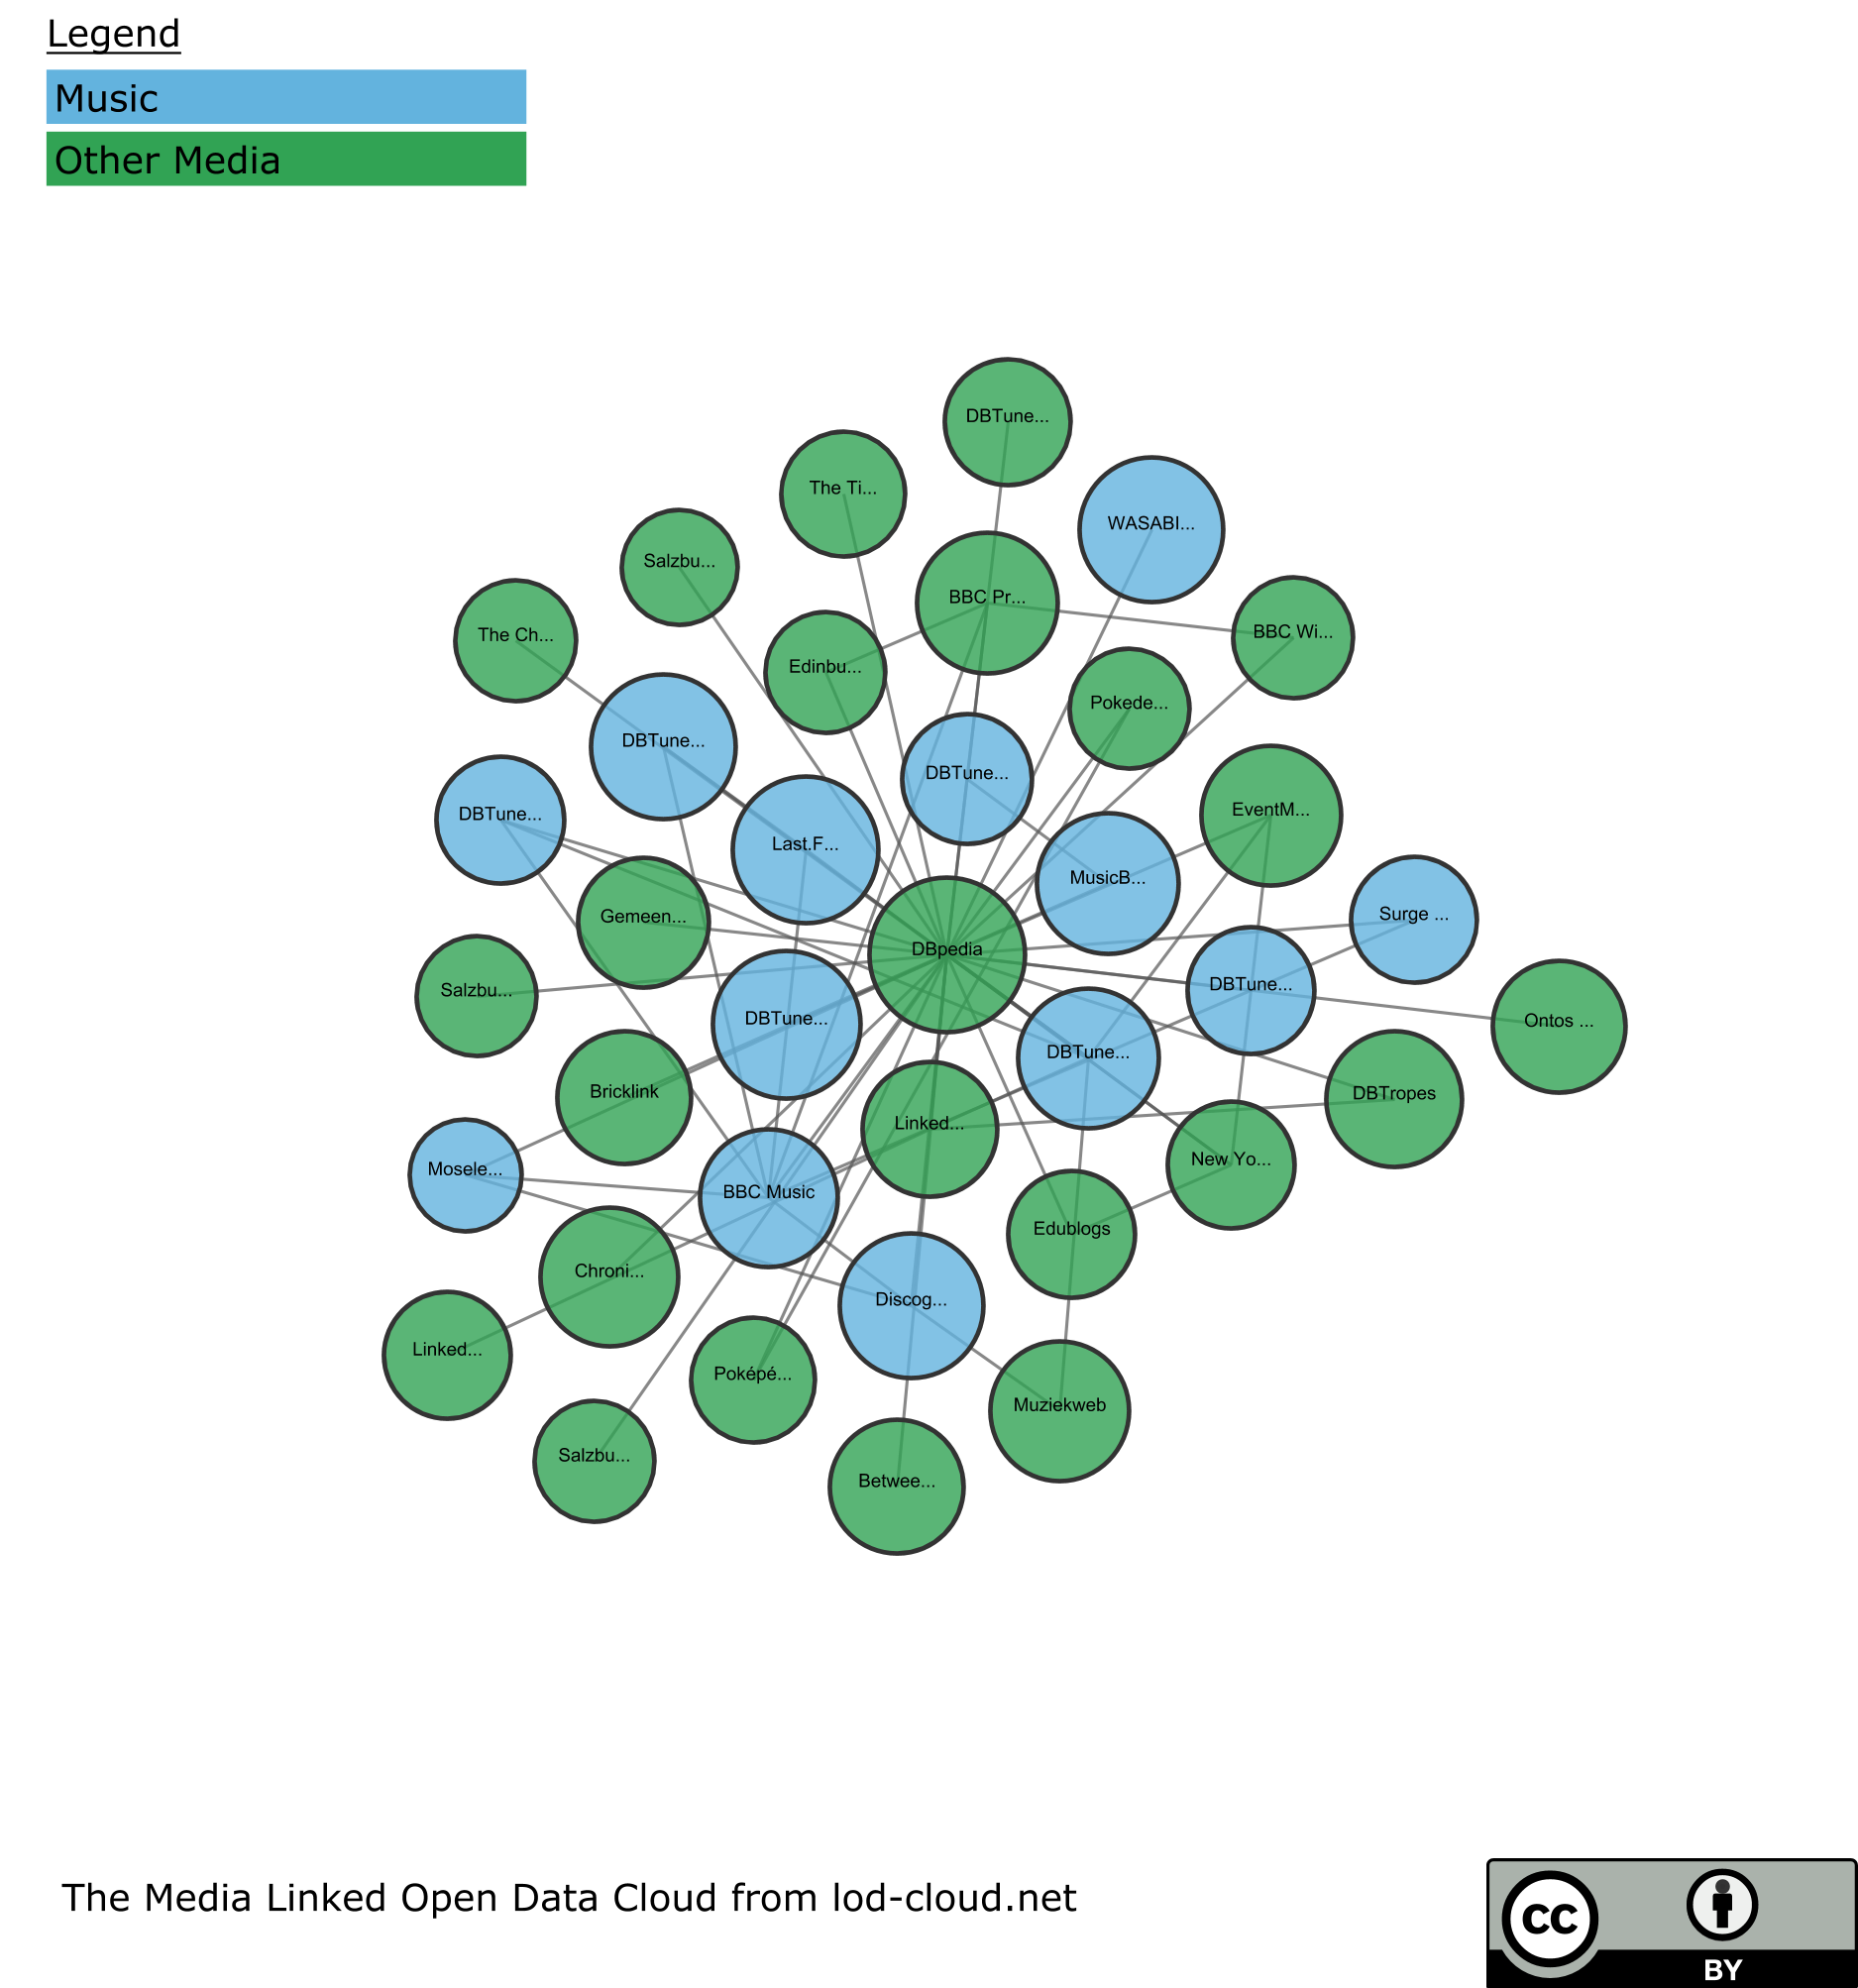 Legend
Music
Other Media
DBTune...
The Ti...
WASABI...
Salzbu...
BBC Pr...
The Ch...
BBC Wi...
Edinbu...
Pokede...
DBTune...
DBTune...
DBTune...
EventM...
Last.F...
MusicB...
Gemeen...
Surge ...
DBpedia
DBTune...
Salzbu...
DBTune...
Ontos ...
DBTune...
Bricklink
DBTropes
Linked...
New Yo...
Mosele...
BBC Music
Edublogs
Chroni...
Discog...
Linked...
Poképé...
Muziekweb
Salzbu...
Betwee...
The Media Linked Open Data Cloud from lod-cloud.net
cc
BY